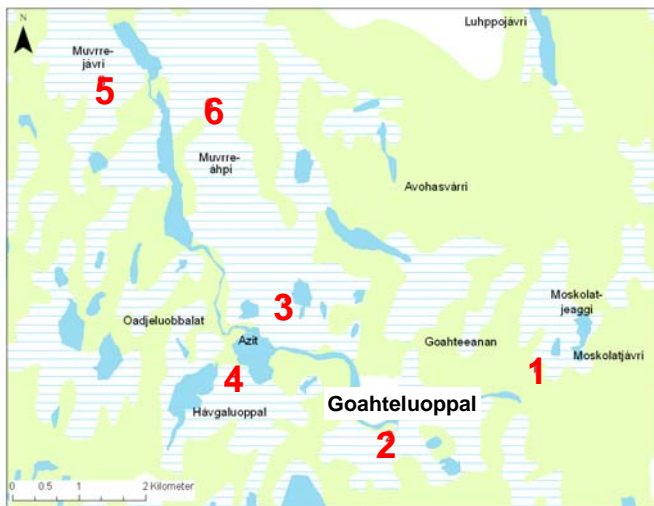 N
Luhppojávri
Muvrre-
jávri
5
6
Muvrre-
áhpi
Avohasvárri
3
Moskolat-
jeaggi
Oadjeluobbalat
Azit
Goahteeanan
Moskolatjávri
1
4
Goahteluoppal
Hávgaluoppal
2
0 0.5 1 2 Kilometer